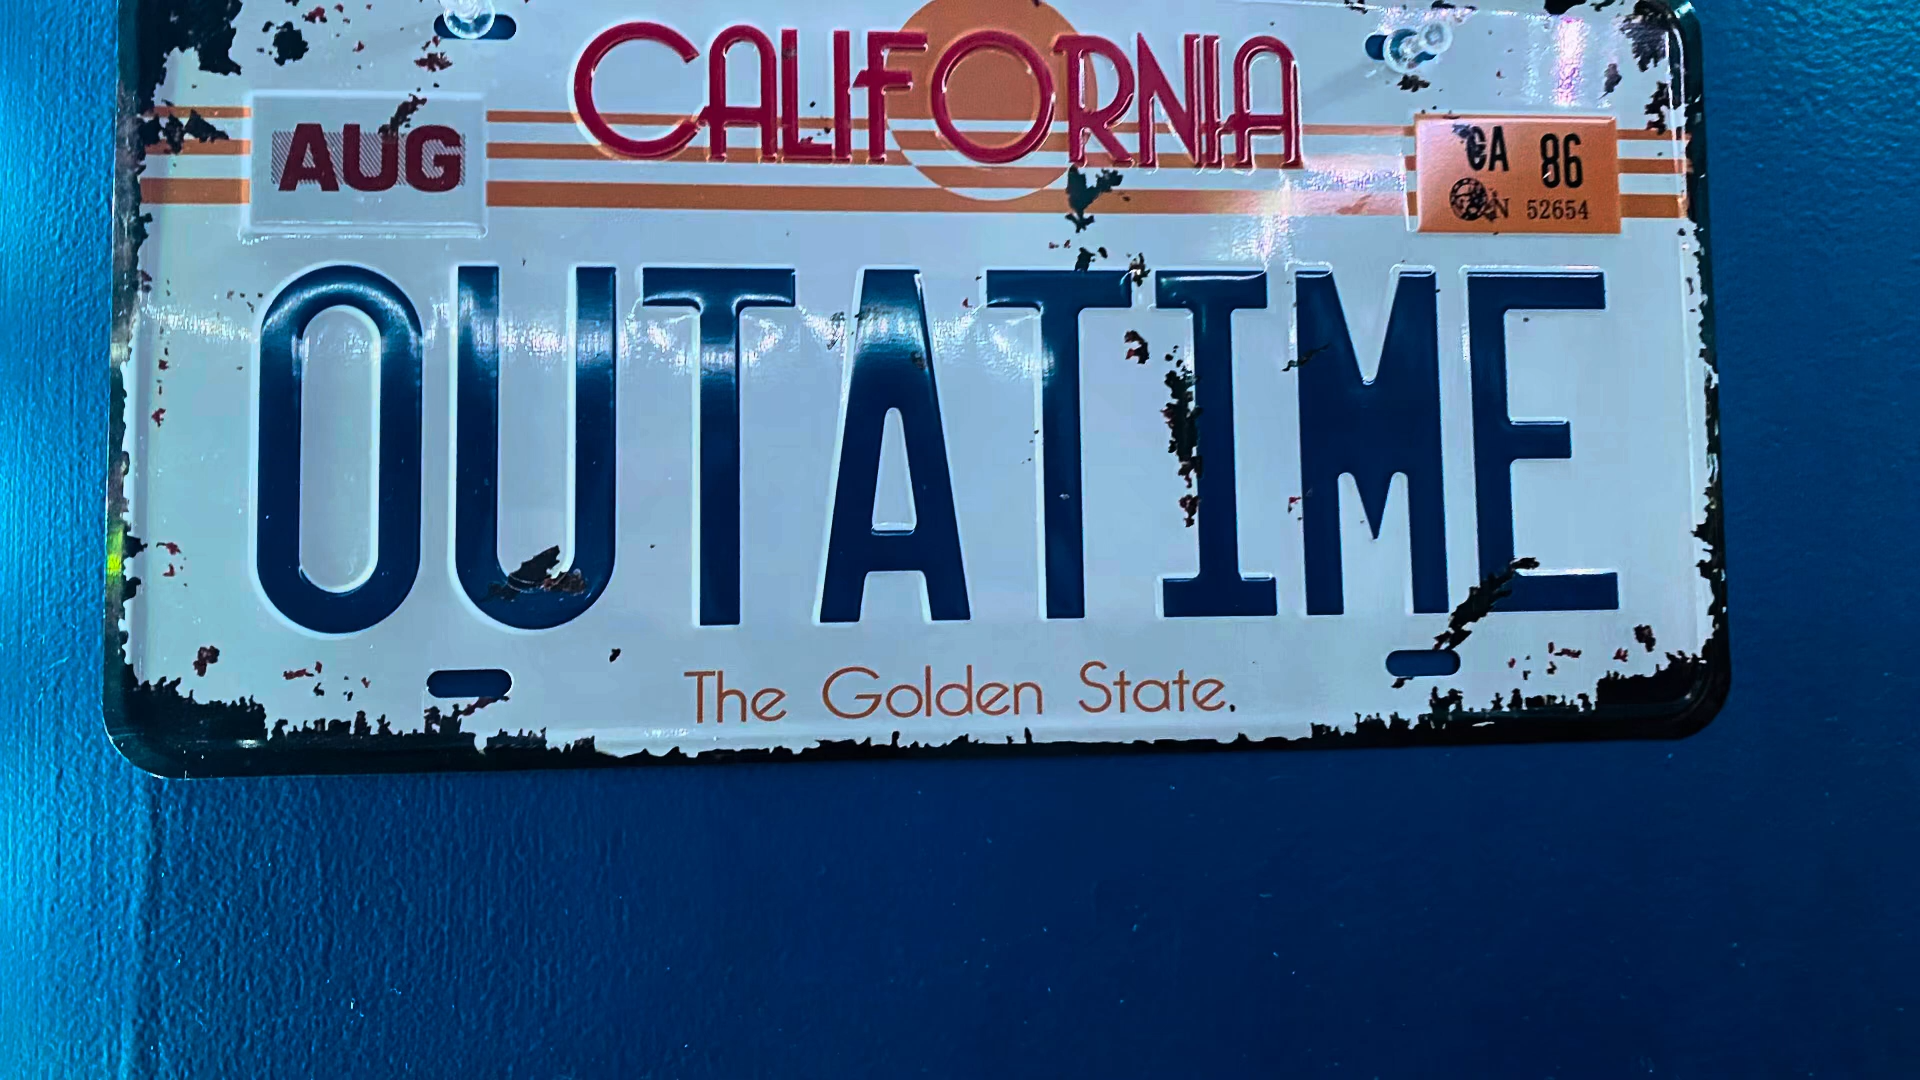 CALIFORNIA
AUG
CA 86
N 52654
OUTATIME
The Golden State.